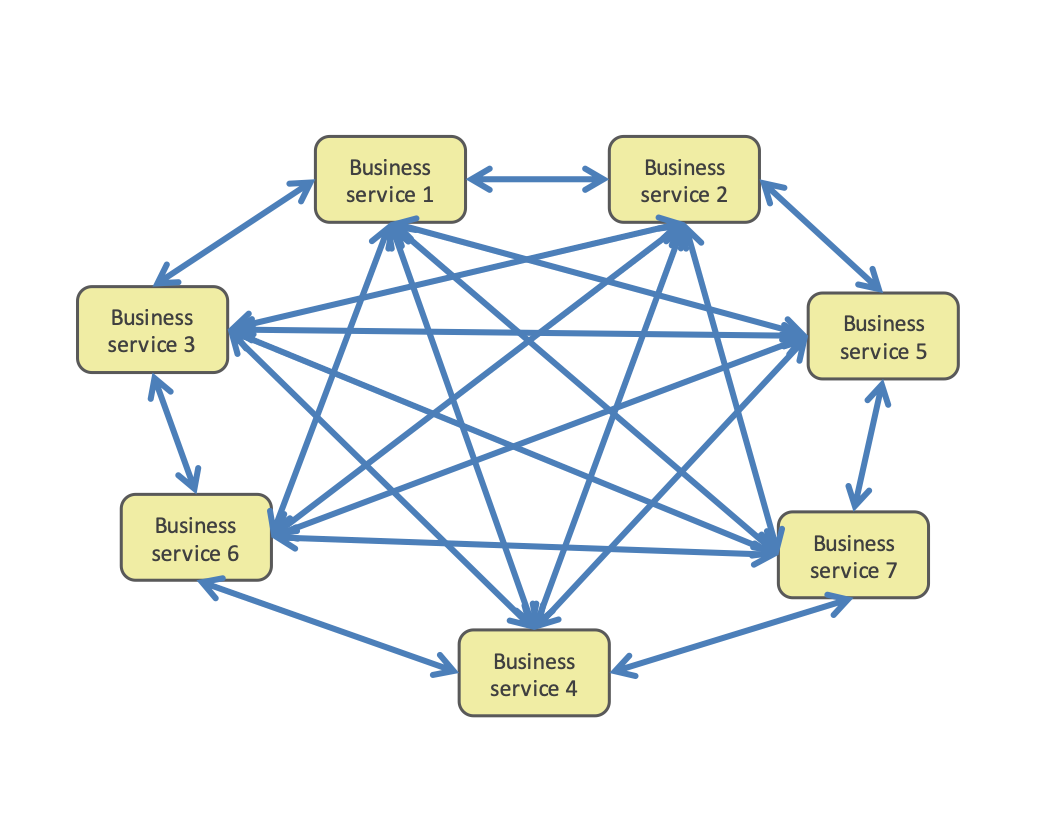 Business
service 1
Business
service 2
Business
service 3
Business
service 5
Business
service 6
Business
service 7
Business
service 4